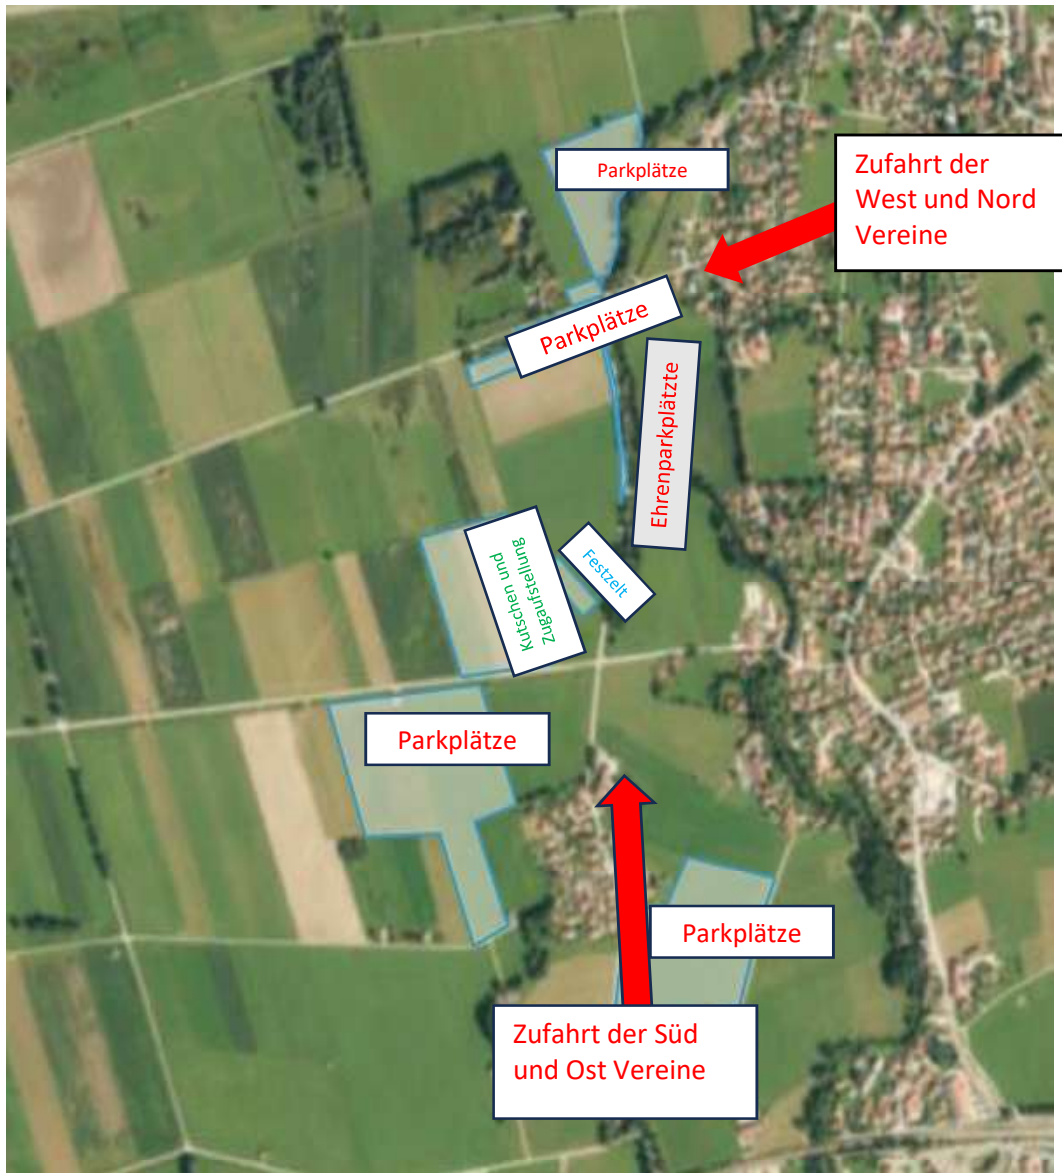 Parkplätze
Zufahrt der
West und Nord
Vereine
Parkplätze
Ehrenparkplätzte
Kutschen und
Zugaufstellung
Festzelt
Parkplätze
Parkplätze
Zufahrt der Süd
und Ost Vereine